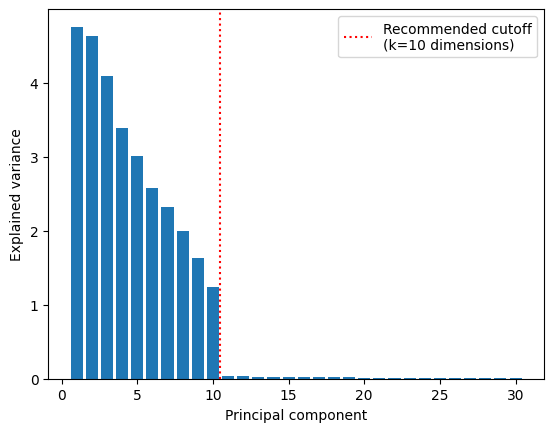 Recommended cutoff
(k=10 dimensions)
Explained variance
4
3
2
1
0
0 5 10 15 20 25 30
Principal component